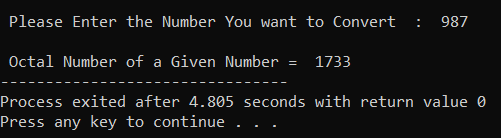 Please Enter the Number You want to Convert  :  987
Octal Number of a Given Number =  1733
--------------------------------
Process exited after 4.805 seconds with return value 0
Press any key to continue . . .